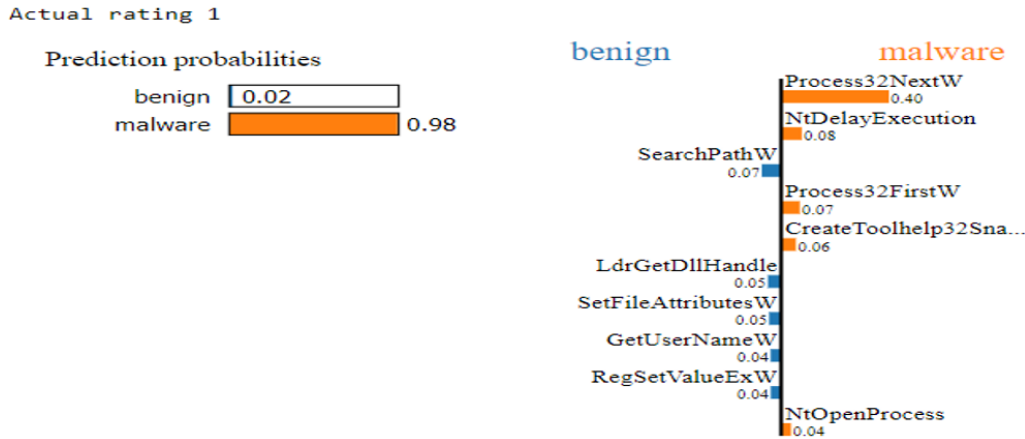 Actual rating 1
Prediction probabilities
benign 0.02
malware 0.98
benign malware
Process32NextW
0.40
NtDelayExecution
0.08
SearchPathW
0.07
Process32FirstW
0.07
CreateToolhelp32Sna...
0.06
LdrGetDllHandle
0.05
SetFileAttributesW
0.05
GetUserNameW
0.04
RegSetValueExW
0.04
NtOpenProcess
0.04